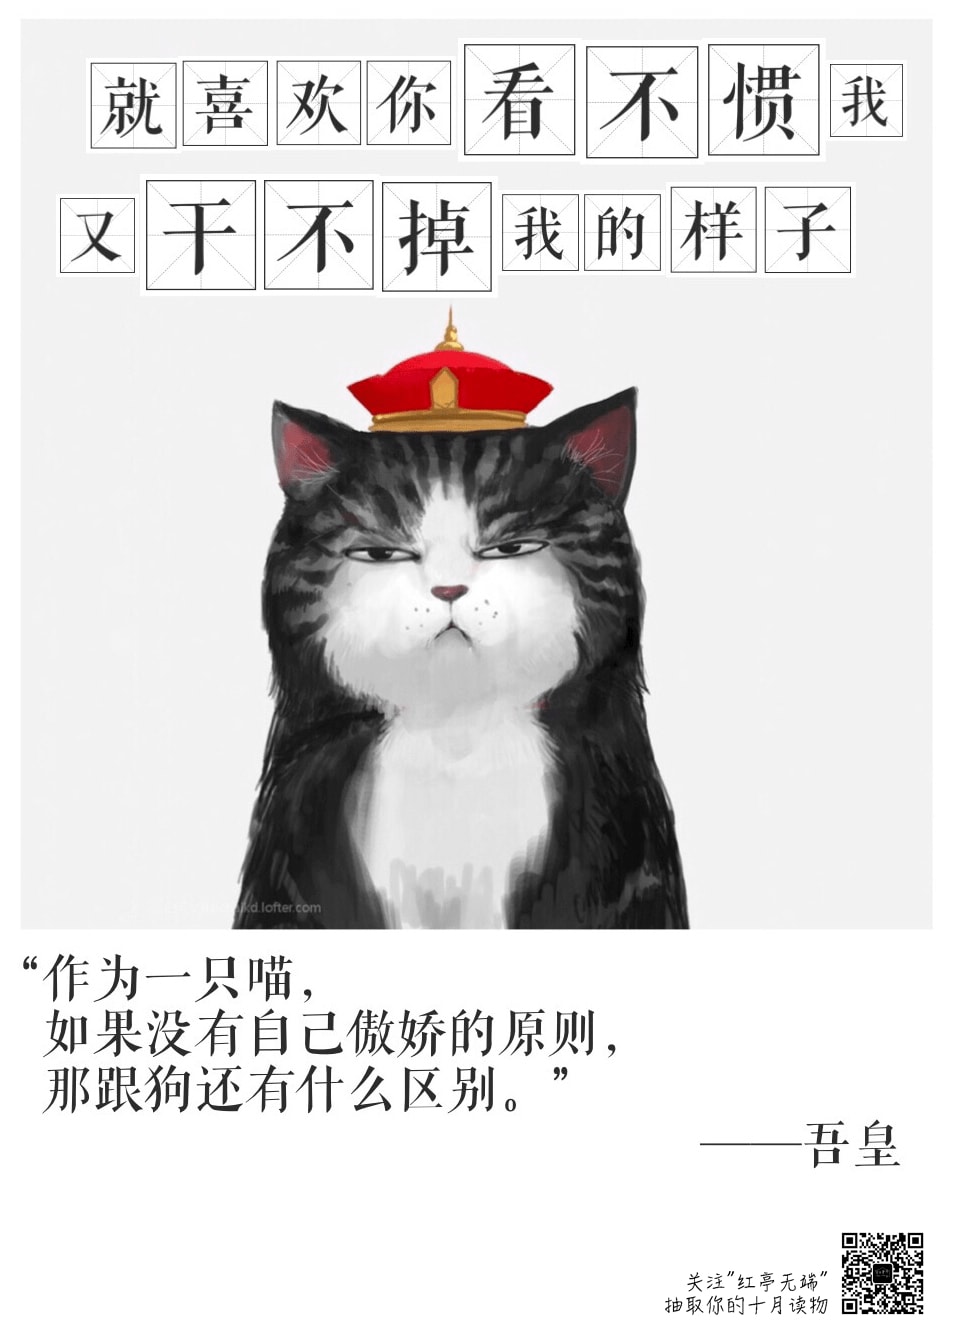 就喜欢你看不惯我
又干不掉我的样子
“作为一只喵，
如果没有自己傲娇的原则，
那跟狗还有什么区别。”
——吾皇
关注”红亭无端”
抽取你的十月读物